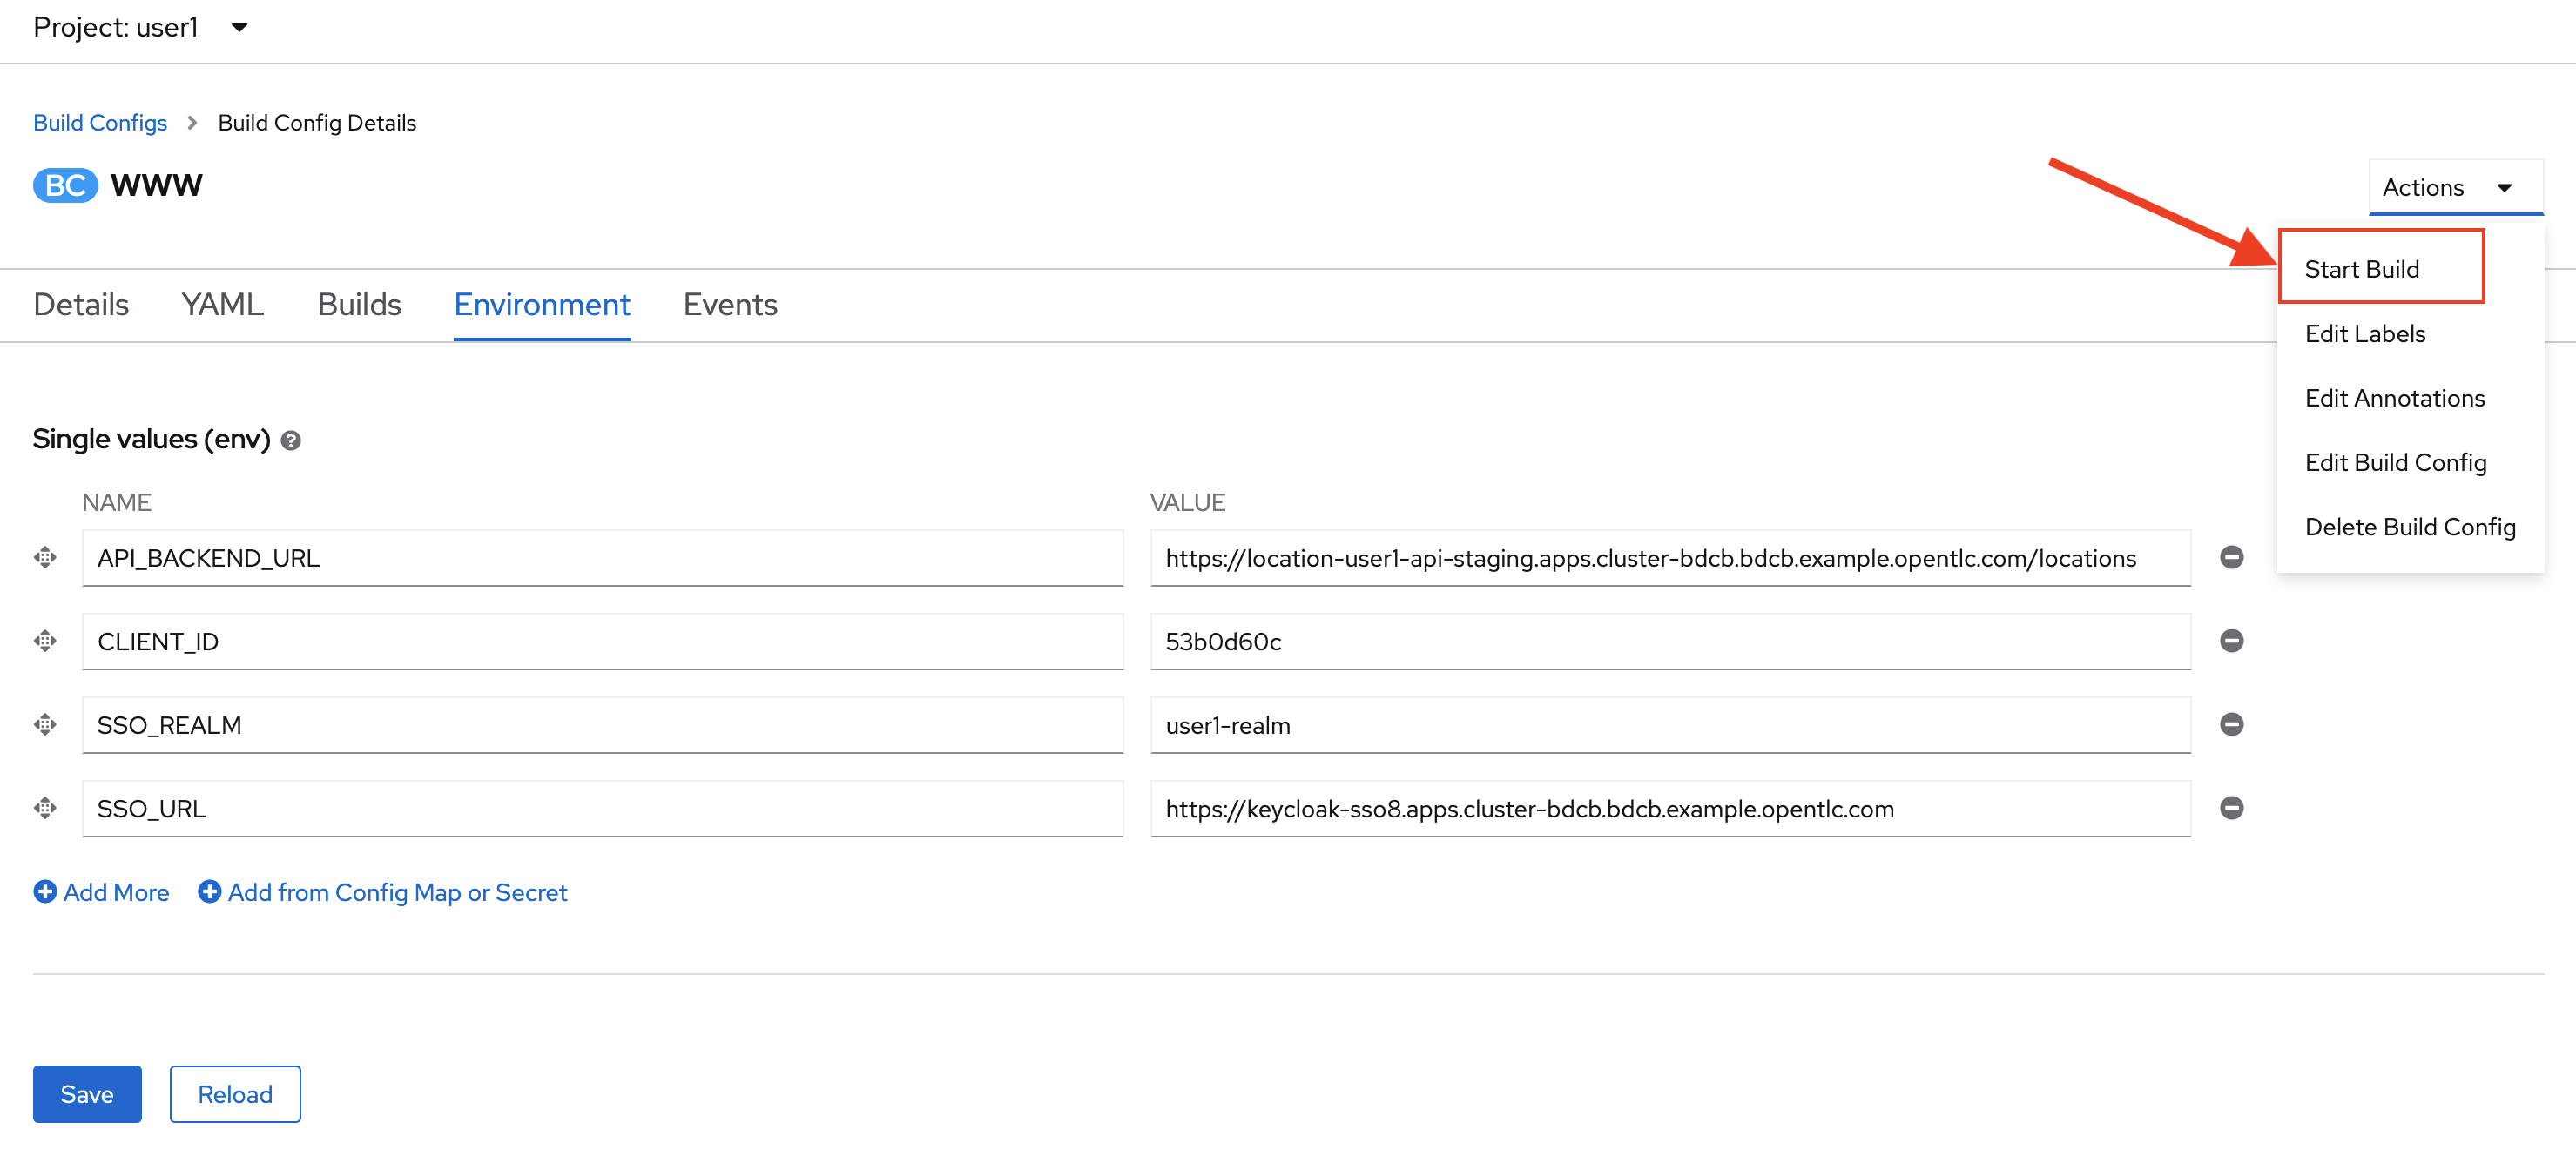 Project: user1
Build Configs > Build Config Details
BC www
Actions
Start Build
Edit Labels
Edit Annotations
Edit Build Config
Delete Build Config
Details YAML Builds Environment Events
Single values (env)
NAME VALUE
API_BACKEND_URL https://location-user1-api-staging.apps.cluster-bdcb.bdcb.example.opentlc.com/locations
CLIENT_ID 53b0d60c
SSO_REALM user1-realm
SSO_URL https://keycloak-sso8.apps.cluster-bdcb.bdcb.example.opentlc.com
Add More Add from Config Map or Secret
Save Reload